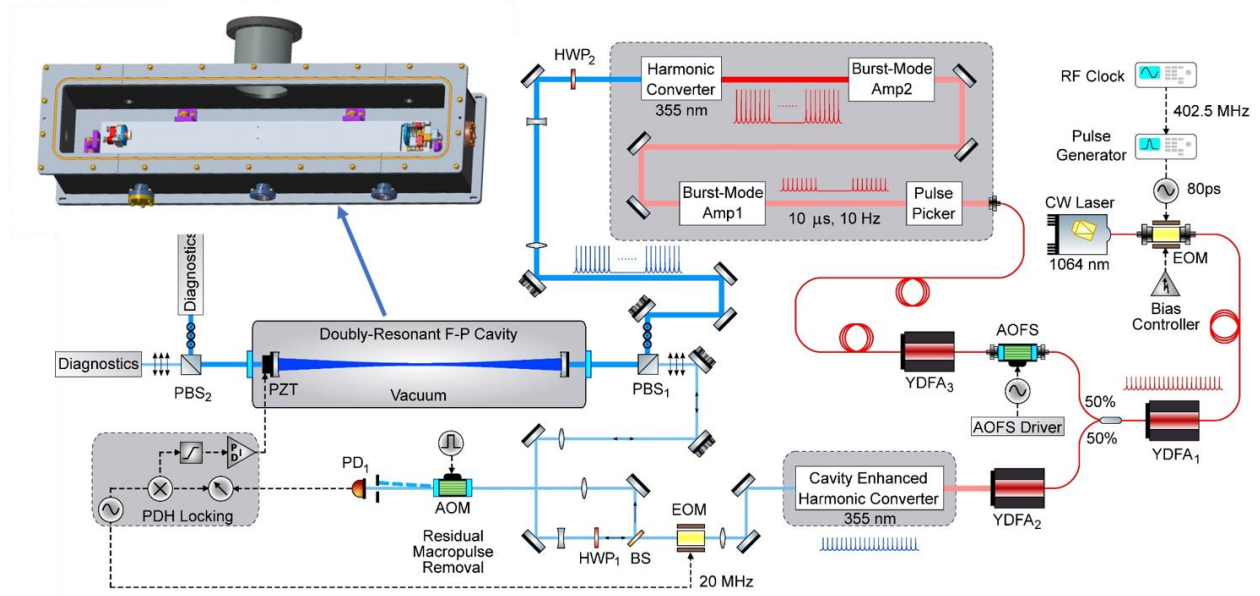 HWP2
Harmonic
Converter
355 nm
Burst-Mode
Amp2
RF Clock
402.5 MHz
Pulse
Generator
80ps
CW Laser
1064 nm
EOM
Bias
Controller
Burst-Mode
Amp1
10 μs, 10 Hz
Pulse
Picker
Diagnostics
Diagnostics
PBS2
PZT
Doubly-Resonant F-P Cavity
Vacuum
PBS1
YDFA3
AOFS
AOFS Driver
50%
50%
YDFA1
YDFA2
Cavity Enhanced
Harmonic Converter
355 nm
EOM
20 MHz
BS
HWP1
AOM
Residual
Macropulse
Removal
PD1
P
I
D
PDH Locking